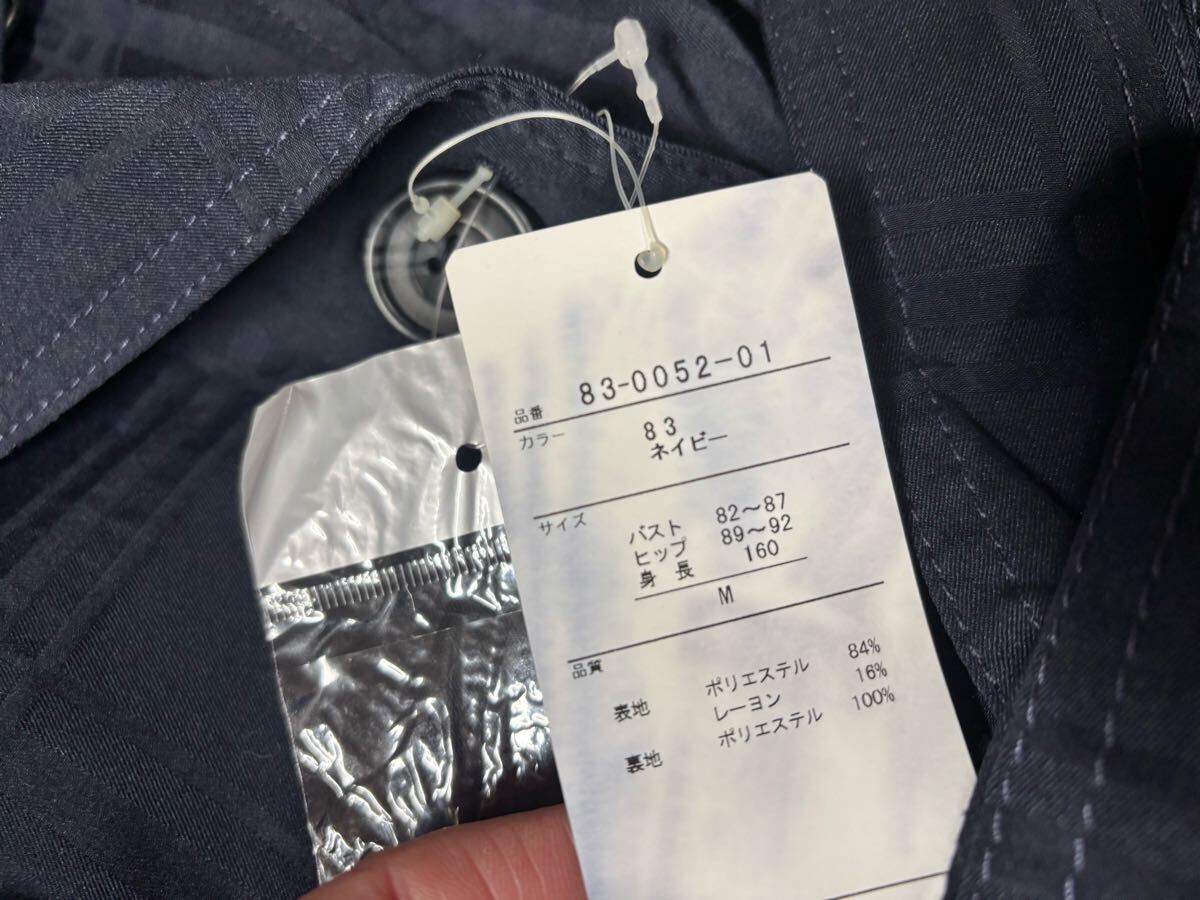 品番 83-0052-01
カラー 83
ネイビー
サイズ
バスト 82～87
ヒップ 89～92
身長 160
M
品質
表地 ポリエステル 84%
レーヨン 16%
裏地 ポリエステル 100%